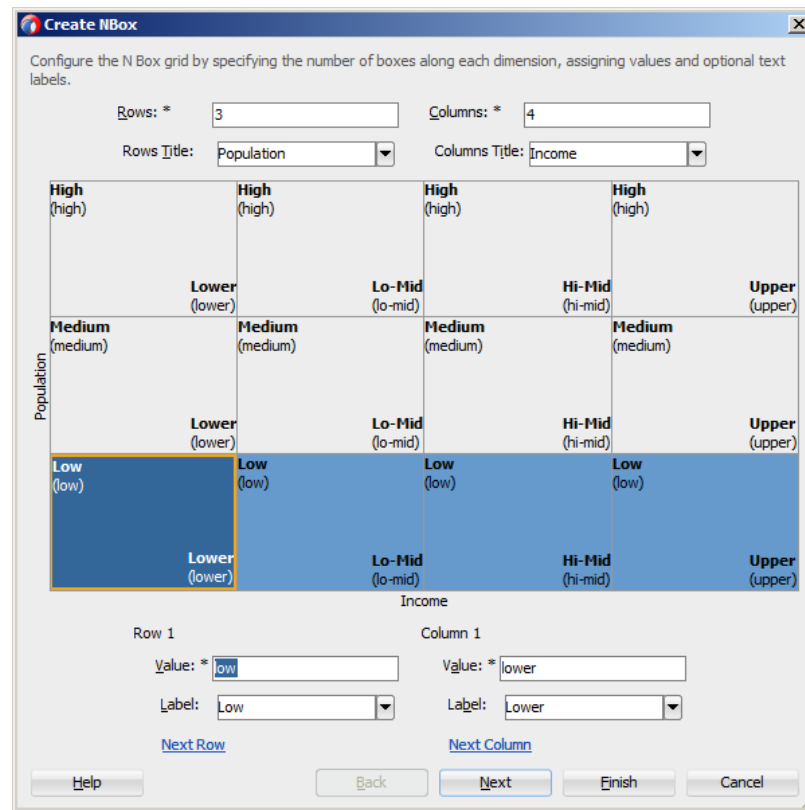 Create NBox
Configure the N Box grid by specifying the number of boxes along each dimension, assigning values and optional text
labels.
Rows: * 3 Columns: * 4
Rows Title: Population Columns Title: Income
High High High High
(high) (high) (high) (high)
Lower Lo-Mid Hi-Mid Upper
(lower) (lo-mid) (hi-mid) (upper)
Medium Medium Medium Medium
(medium) (medium) (medium) (medium)
Population
Lower Lo-Mid Hi-Mid Upper
(lower) (lo-mid) (hi-mid) (upper)
Low Low Low Low
(low) (low) (low) (low)
Lower Lo-Mid Hi-Mid Upper
(lower) (lo-mid) (hi-mid) (upper)
Income
Row 1 Column 1
Value: * low Value: * lower
Label: Low Label: Lower
Next Row Next Column
Help Back Next Finish Cancel